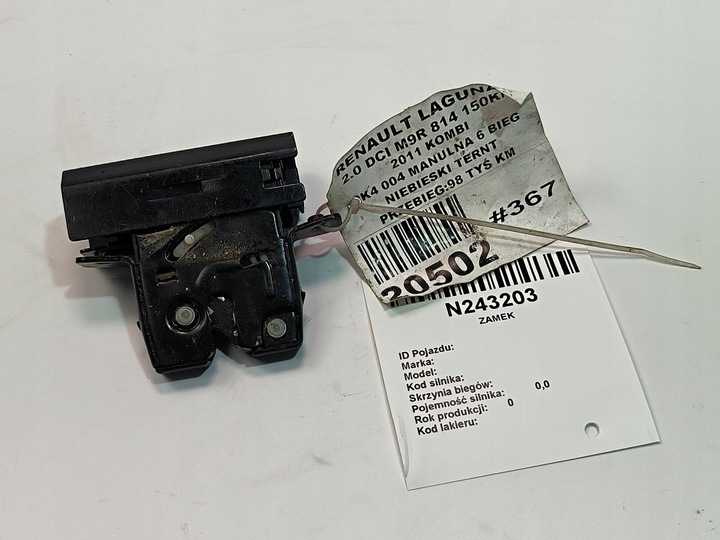 RENAULT LAGUNA
2.0 DCI M9R 814 150K
2011 KOMBI
PK4 004 MANULNA 6 BIEG
NIEBIESKI TERNT
PRZEBIEG:98 TYŚ KM
#367
20502
N243203
ZAMEK
ID Pojazdu:
Marka:
Model:
Kod silnika:
Skrzynia biegów:
Pojemność silnika: 0,0
Rok produkcji: 0
Kod lakieru: